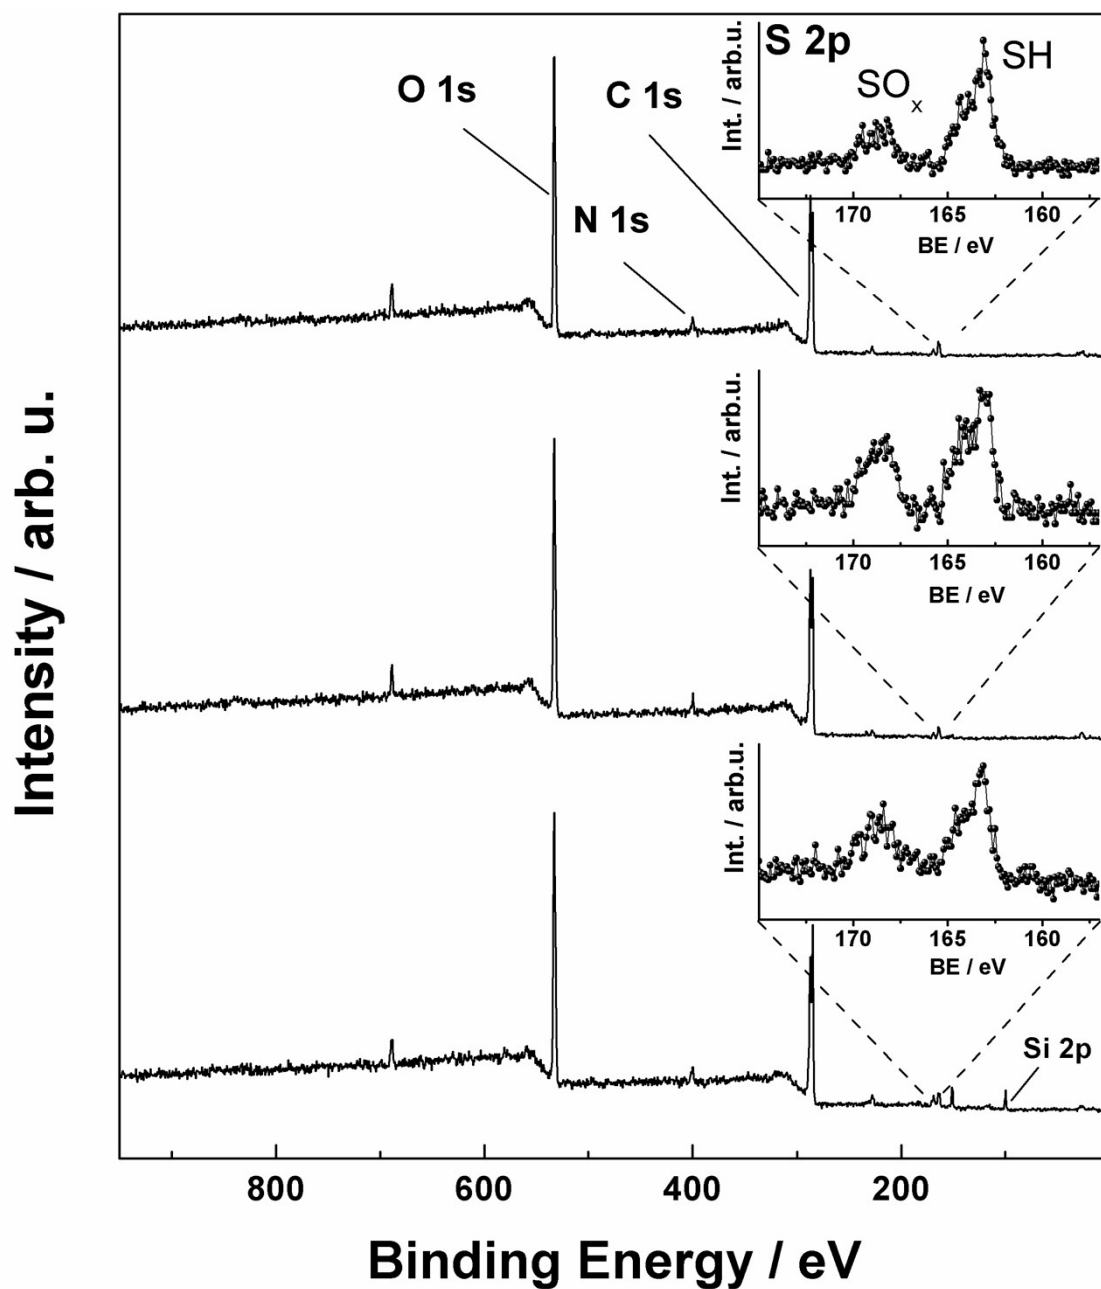 S 2p
SH
SOx
O 1s
C 1s
N 1s
Int. / arb.u.
170
165
160
BE / eV
Int. / arb.u.
170
165
160
BE / eV
Int. / arb.u.
170
165
160
BE / eV
Si 2p
Intensity / arb. u.
800
600
400
200
Binding Energy / eV